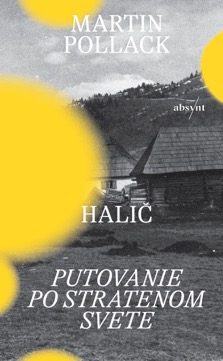 MARTIN
POLLACK
absynt
HALIČ
PUTOVANIE
PO STRATENOM
SVETE